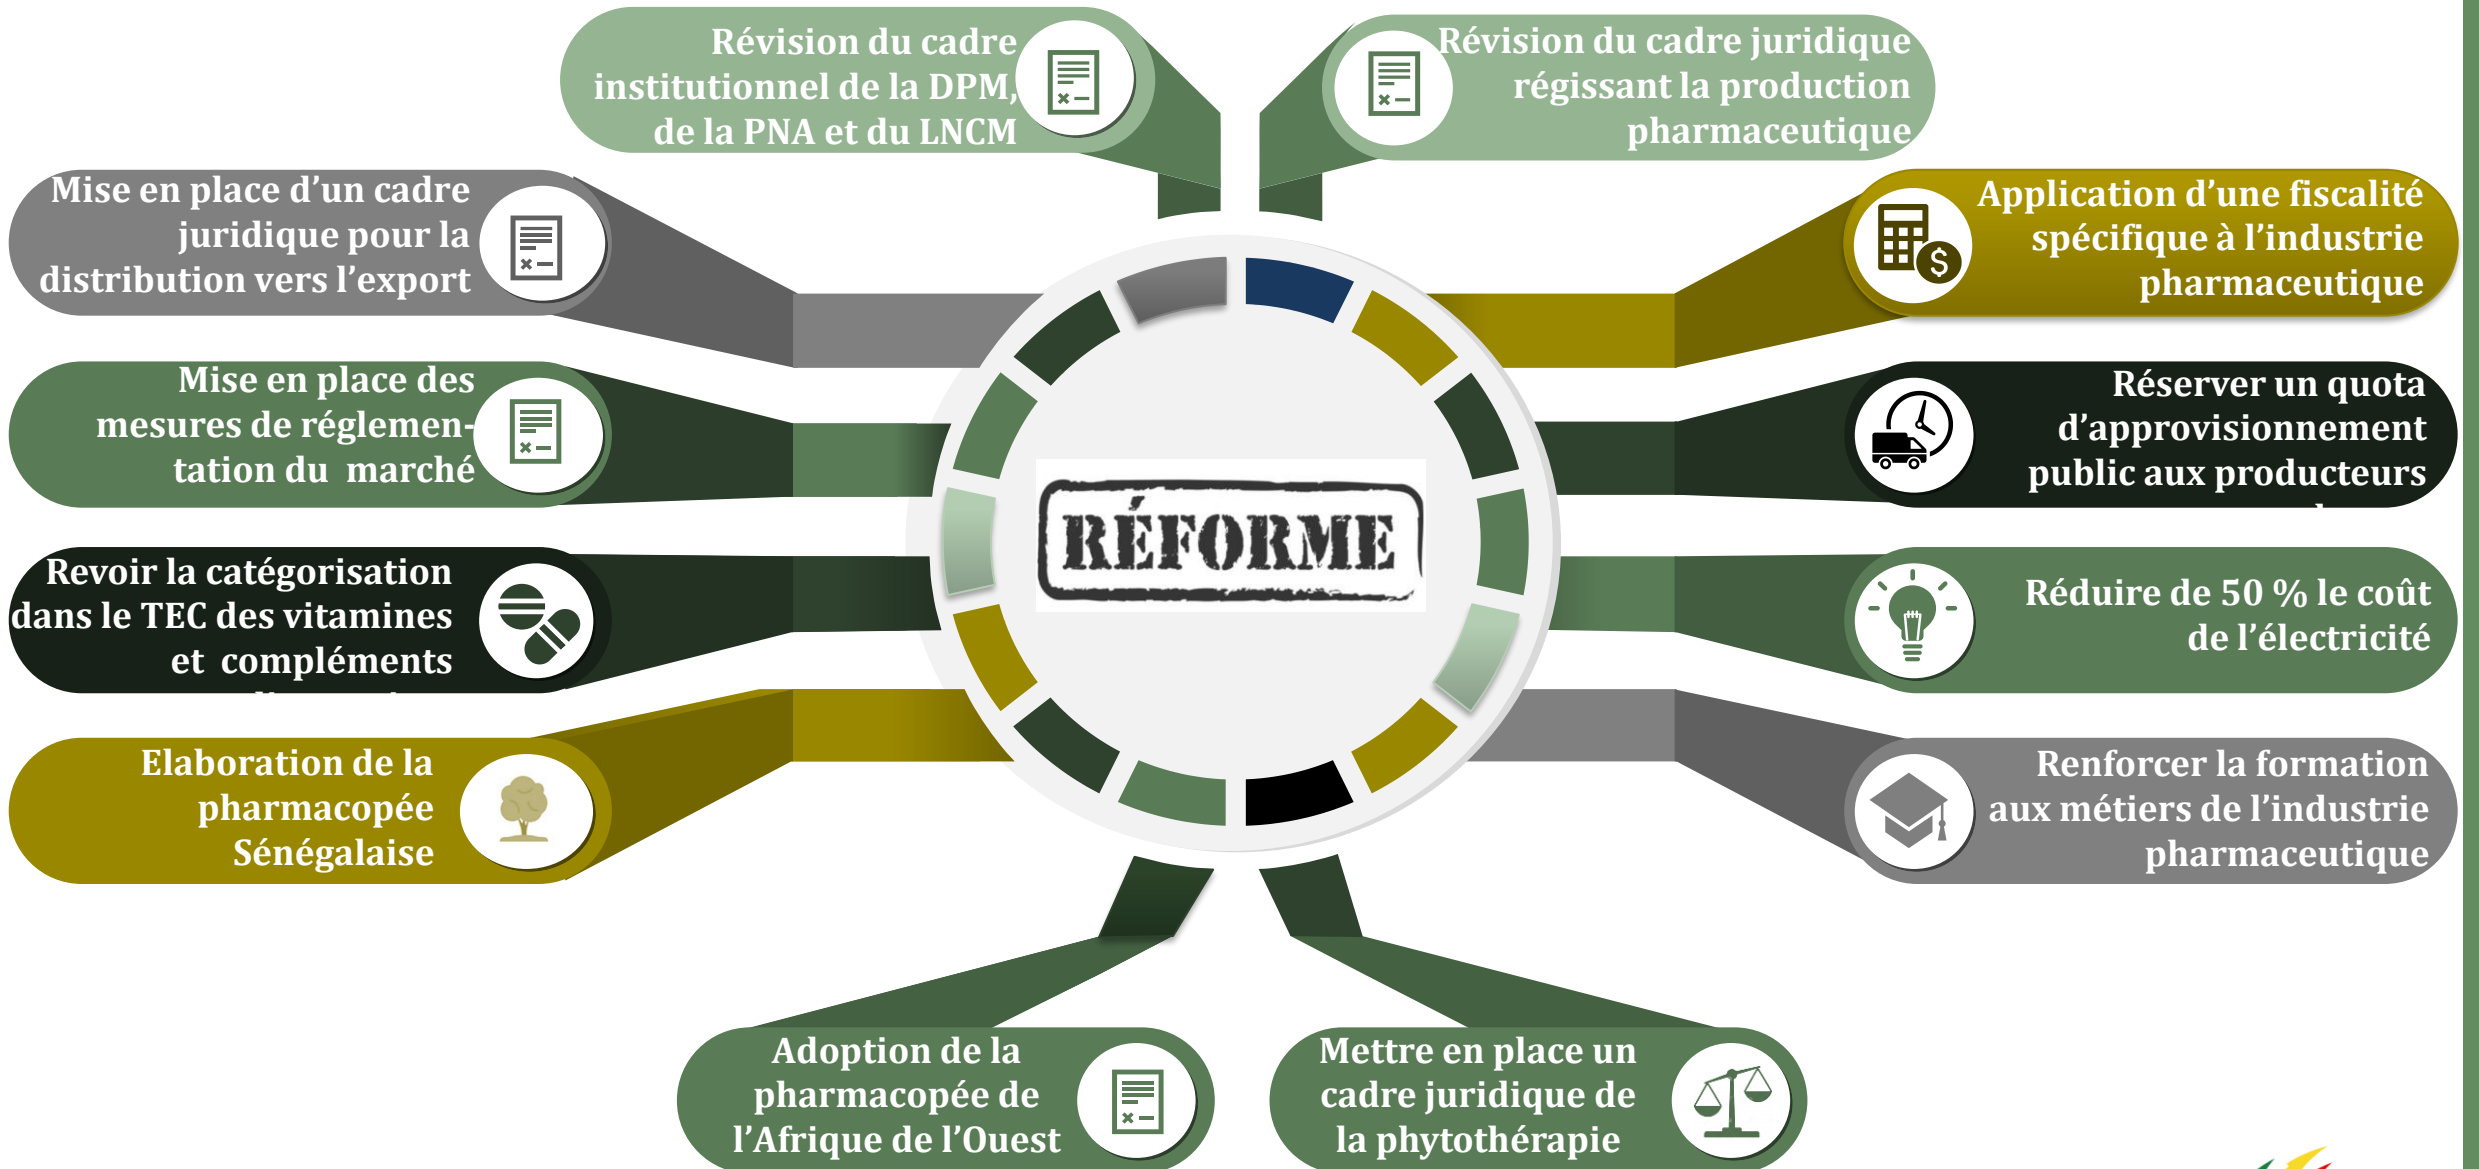 Révision du cadre
institutionnel de la DPM,
de la PNA et du LNCM
Révision du cadre juridique
régissant la production
pharmaceutique
Mise en place d’un cadre
juridique pour la
distribution vers l’export
Application d’une fiscalité
spécifique à l’industrie
pharmaceutique
Mise en place des
mesures de réglemen-
tation du marché
Réserver un quota
d’approvisionnement
public aux producteurs
RÉFORME
Revoir la catégorisation
dans le TEC des vitamines
et compléments
Réduire de 50 % le coût
de l’électricité
Elaboration de la
pharmacopée
Sénégalaise
Renforcer la formation
aux métiers de l’industrie
pharmaceutique
Adoption de la
pharmacopée de
l’Afrique de l’Ouest
Mettre en place un
cadre juridique de
la phytothérapie